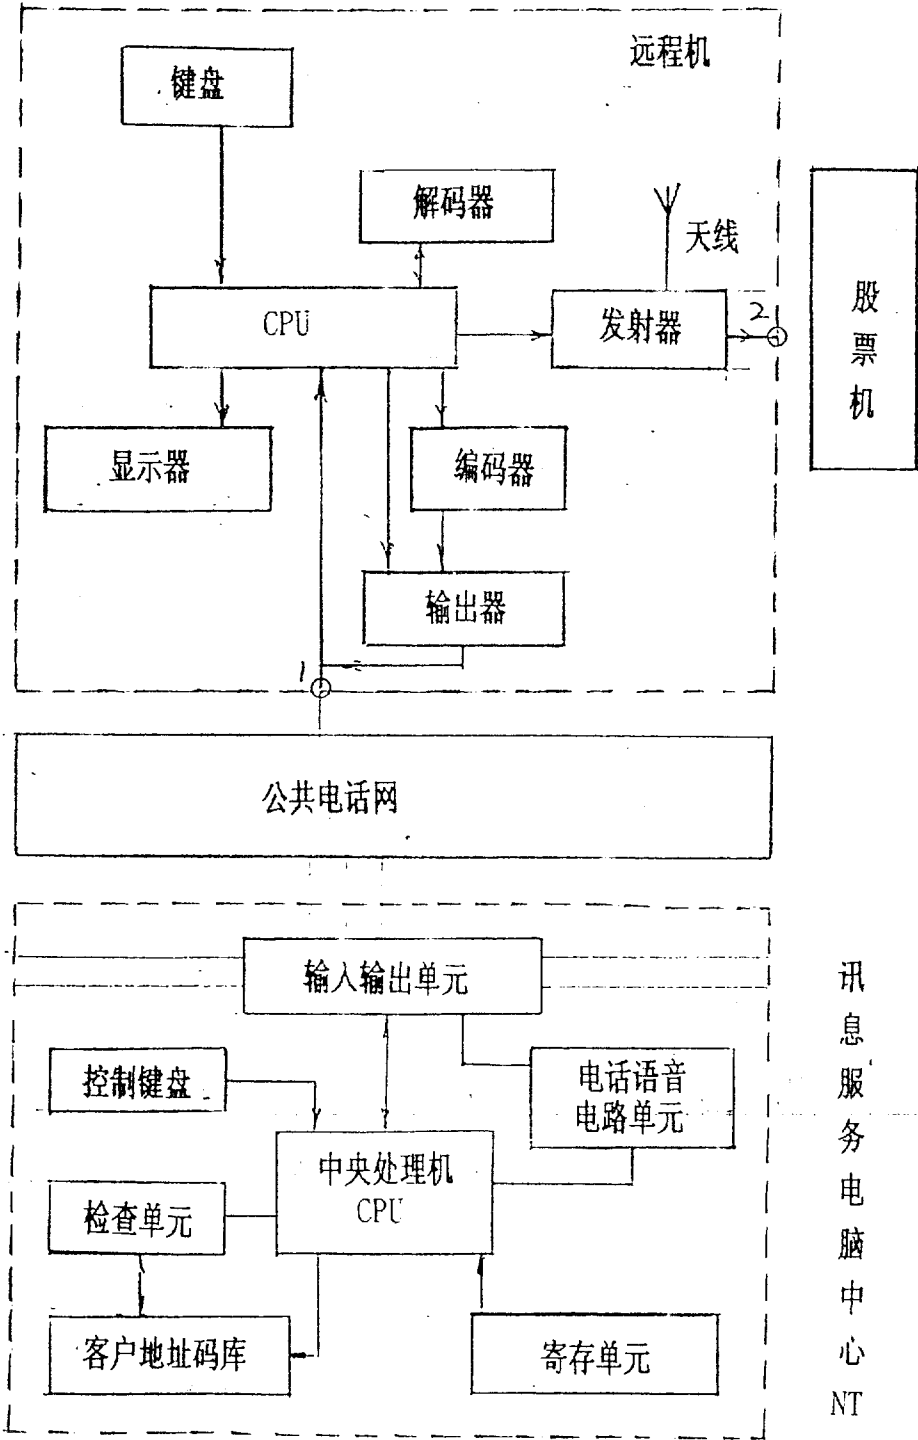 远程机
键盘
解码器
天线
CPU
发射器
2
股票机
显示器
编码器
输出器
1
公共电话网
输入输出单元
控制键盘
电话语音
电路单元
中央处理机
CPU
检查单元
客户地址码库
寄存单元
讯息服务电脑中心NT